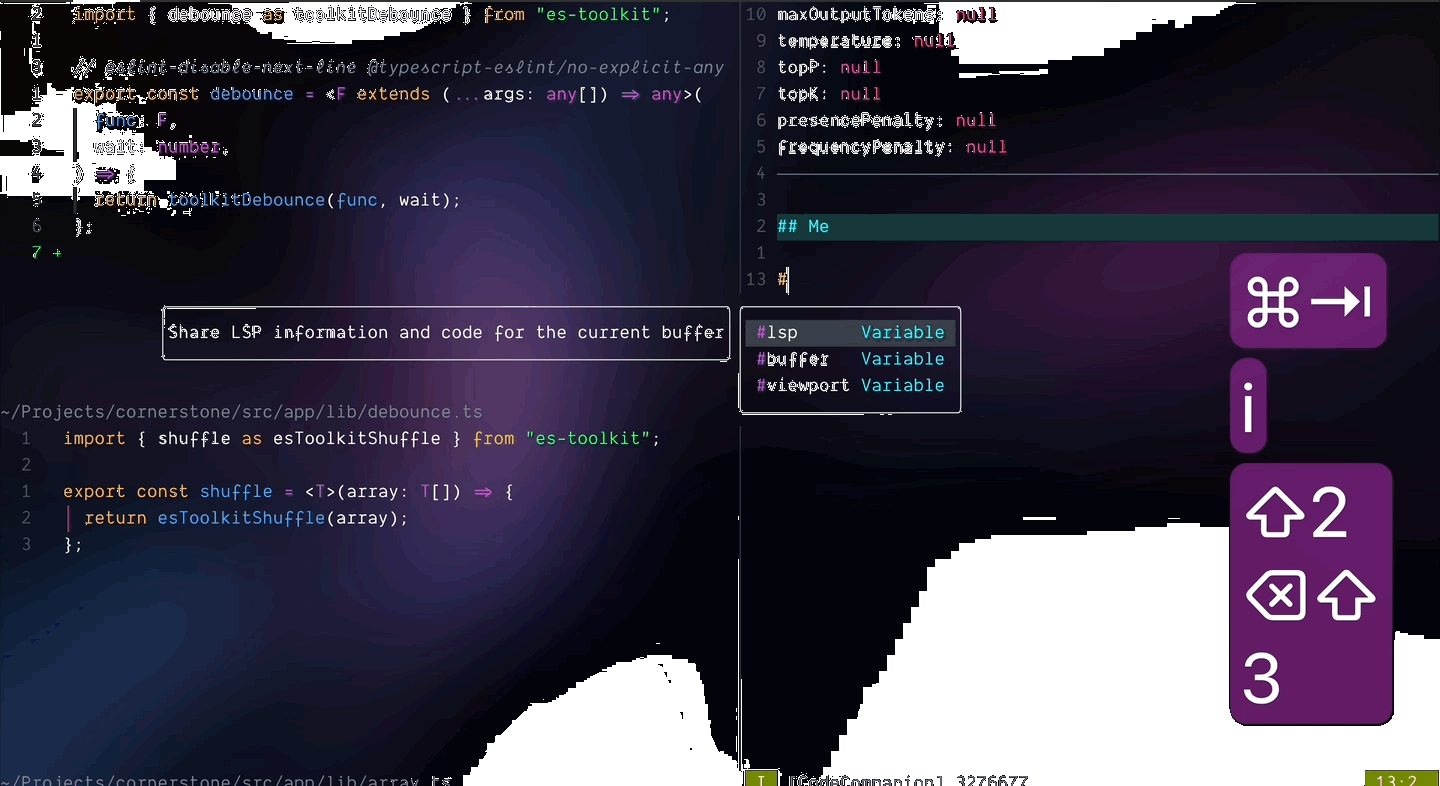 2 import { debounce as toolkitDebounce } from "es-toolkit";
1
3 // eslint-disable-next-line @typescript-eslint/no-explicit-any
1 export const debounce = <F extends (...args: any[]) => any>(
2 func: F,
3 wait: number,
4 ) => {
5 return toolkitDebounce(func, wait);
6 };
7 +
Share LSP information and code for the current buffer
~/Projects/cornerstone/src/app/lib/debounce.ts
1 import { shuffle as esToolkitShuffle } from "es-toolkit";
2
1 export const shuffle = <T>(array: T[]) => {
2 return esToolkitShuffle(array);
3 };
~/Projects/cornerstone/src/app/lib/array.ts
10 maxOutputTokens: null
9 temperature: null
8 topP: null
7 topK: null
6 presencePenalty: null
5 frequencyPenalty: null
4
3
2 ## Me
1
13 #
#lsp Variable
#buffer Variable
#viewport Variable
I [CodeCompanion] 3276677 13:2
⌘⇥
i
⇧2
⌫⇧
3